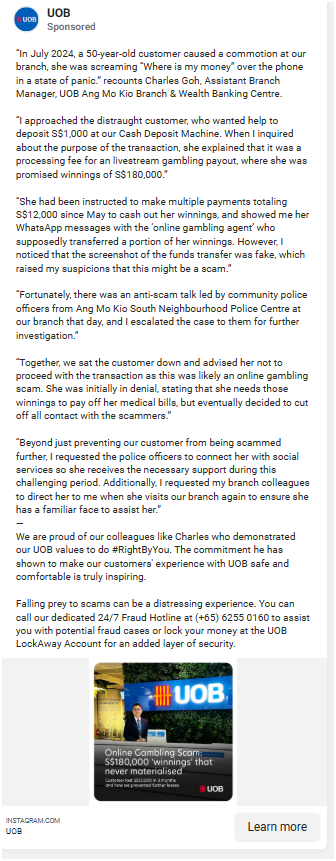 UOB
UOB
Sponsored
“In July 2024, a 50-year-old customer caused a commotion at our
branch, she was screaming “Where is my money” over the phone
in a state of panic.” recounts Charles Goh, Assistant Branch
Manager, UOB Ang Mo Kio Branch & Wealth Banking Centre.
“I approached the distraught customer, who wanted help to
deposit S$1,000 at our Cash Deposit Machine. When I inquired
about the purpose of the transaction, she explained that it was a
processing fee for an livestream gambling payout, where she was
promised winnings of S$180,000.”
“She had been instructed to make multiple payments totaling
S$12,000 since May to cash out her winnings, and showed me her
WhatsApp messages with the ‘online gambling agent’ who
supposedly transferred a portion of her winnings. However, I
noticed that the screenshot of the funds transfer was fake, which
raised my suspicions that this might be a scam.”
“Fortunately, there was an anti-scam talk led by community police
officers from Ang Mo Kio South Neighbourhood Police Centre at
our branch that day, and I escalated the case to them for further
investigation.”
“Together, we sat the customer down and advised her not to
proceed with the transaction as this was likely an online gambling
scam. She was initially in denial, stating that she needs those
winnings to pay off her medical bills, but eventually decided to cut
off all contact with the scammers.”
“Beyond just preventing our customer from being scammed
further, I requested the police officers to connect her with social
services so she receives the necessary support during this
challenging period. Additionally, I requested my branch colleagues
to direct her to me when she visits our branch again to ensure she
has a familiar face to assist her.”
—
We are proud of our colleagues like Charles who demonstrated
our UOB values to do #RightByYou. The commitment he has
shown to make our customers’ experience with UOB safe and
comfortable is truly inspiring.
Falling prey to scams can be a distressing experience. You can
call our dedicated 24/7 Fraud Hotline at (+65) 6255 0160 to assist
you with potential fraud cases or lock your money at the UOB
LockAway Account for an added layer of security.
UOB
Online Gambling Scam:
S$180,000 ‘winnings’ that
never materialised
Customer lost $12,000 in 3 months
and how we prevented further losses
UOB
INSTAGRAM.COM
UOB
Learn more